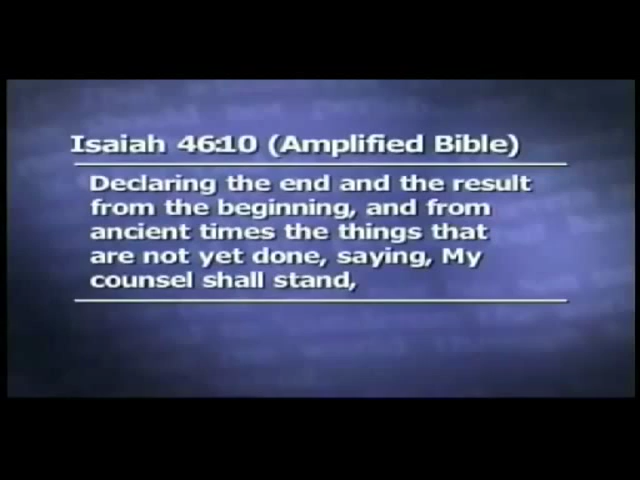 Isaiah 46:10 (Amplified Bible)
Declaring the end and the result
from the beginning, and from
ancient times the things that
are not yet done, saying, My
counsel shall stand,